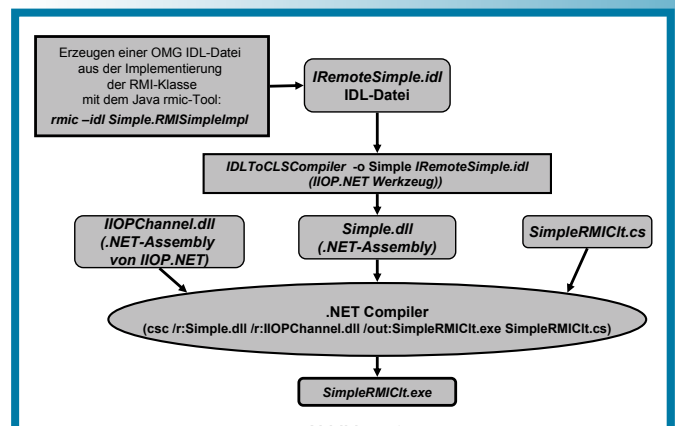 Erzeugen einer OMG IDL-Datei
aus der Implementierung
der RMI-Klasse
mit dem Java rmic-Tool:
rmic –idl Simple.RMISimpleImpl
IRemoteSimple.idl
IDL-Datei
IDLToCLSCompiler -o Simple IRemoteSimple.idl
(IIOP.NET Werkzeug))
IIOPChannel.dll
(.NET-Assembly
von IIOP.NET)
Simple.dll
(.NET-Assembly)
SimpleRMIClt.cs
.NET Compiler
(csc /r:Simple.dll /r:IIOPChannel.dll /out:SimpleRMIClt.exe SimpleRMIClt.cs)
SimpleRMIClt.exe